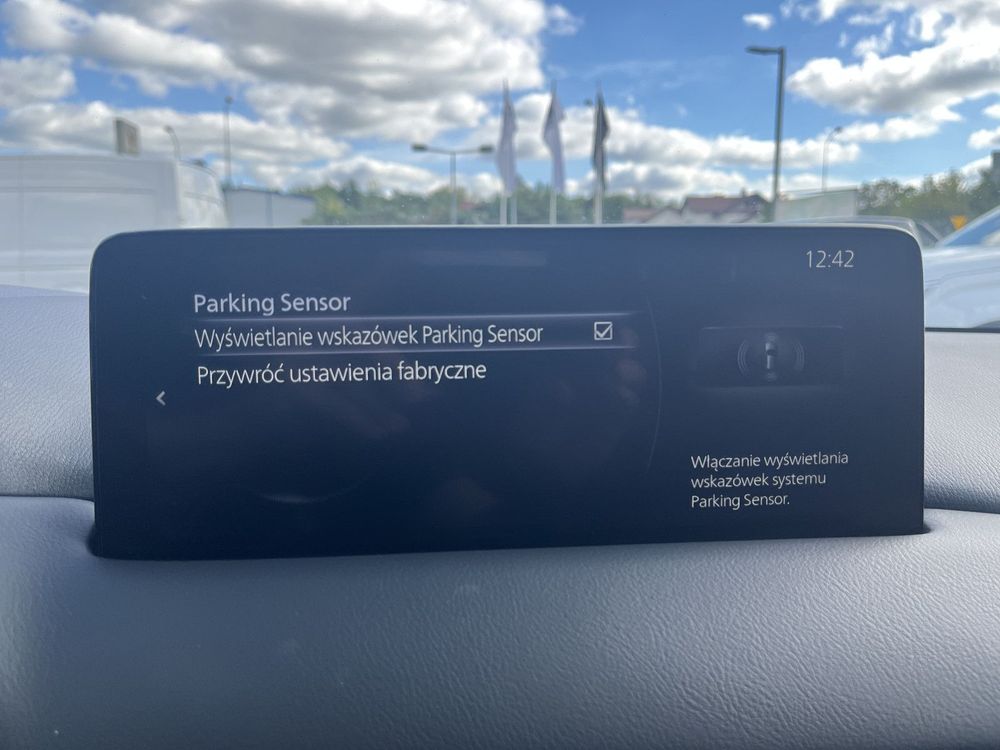 12:42
Parking Sensor
Wyświetlanie wskazówek Parking Sensor
Przywróć ustawienia fabryczne
Włączanie wyświetlania
wskazówek systemu
Parking Sensor.